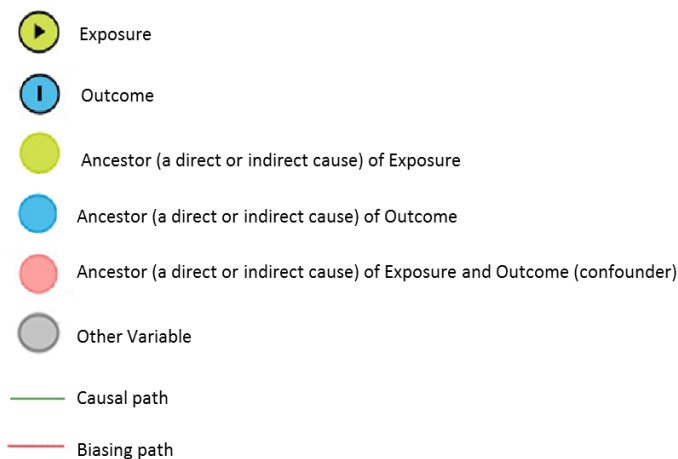 Exposure
Outcome
Ancestor (a direct or indirect cause) of Exposure
Ancestor (a direct or indirect cause) of Outcome
Ancestor (a direct or indirect cause) of Exposure and Outcome (confounder)
Other Variable
Causal path
Biasing path